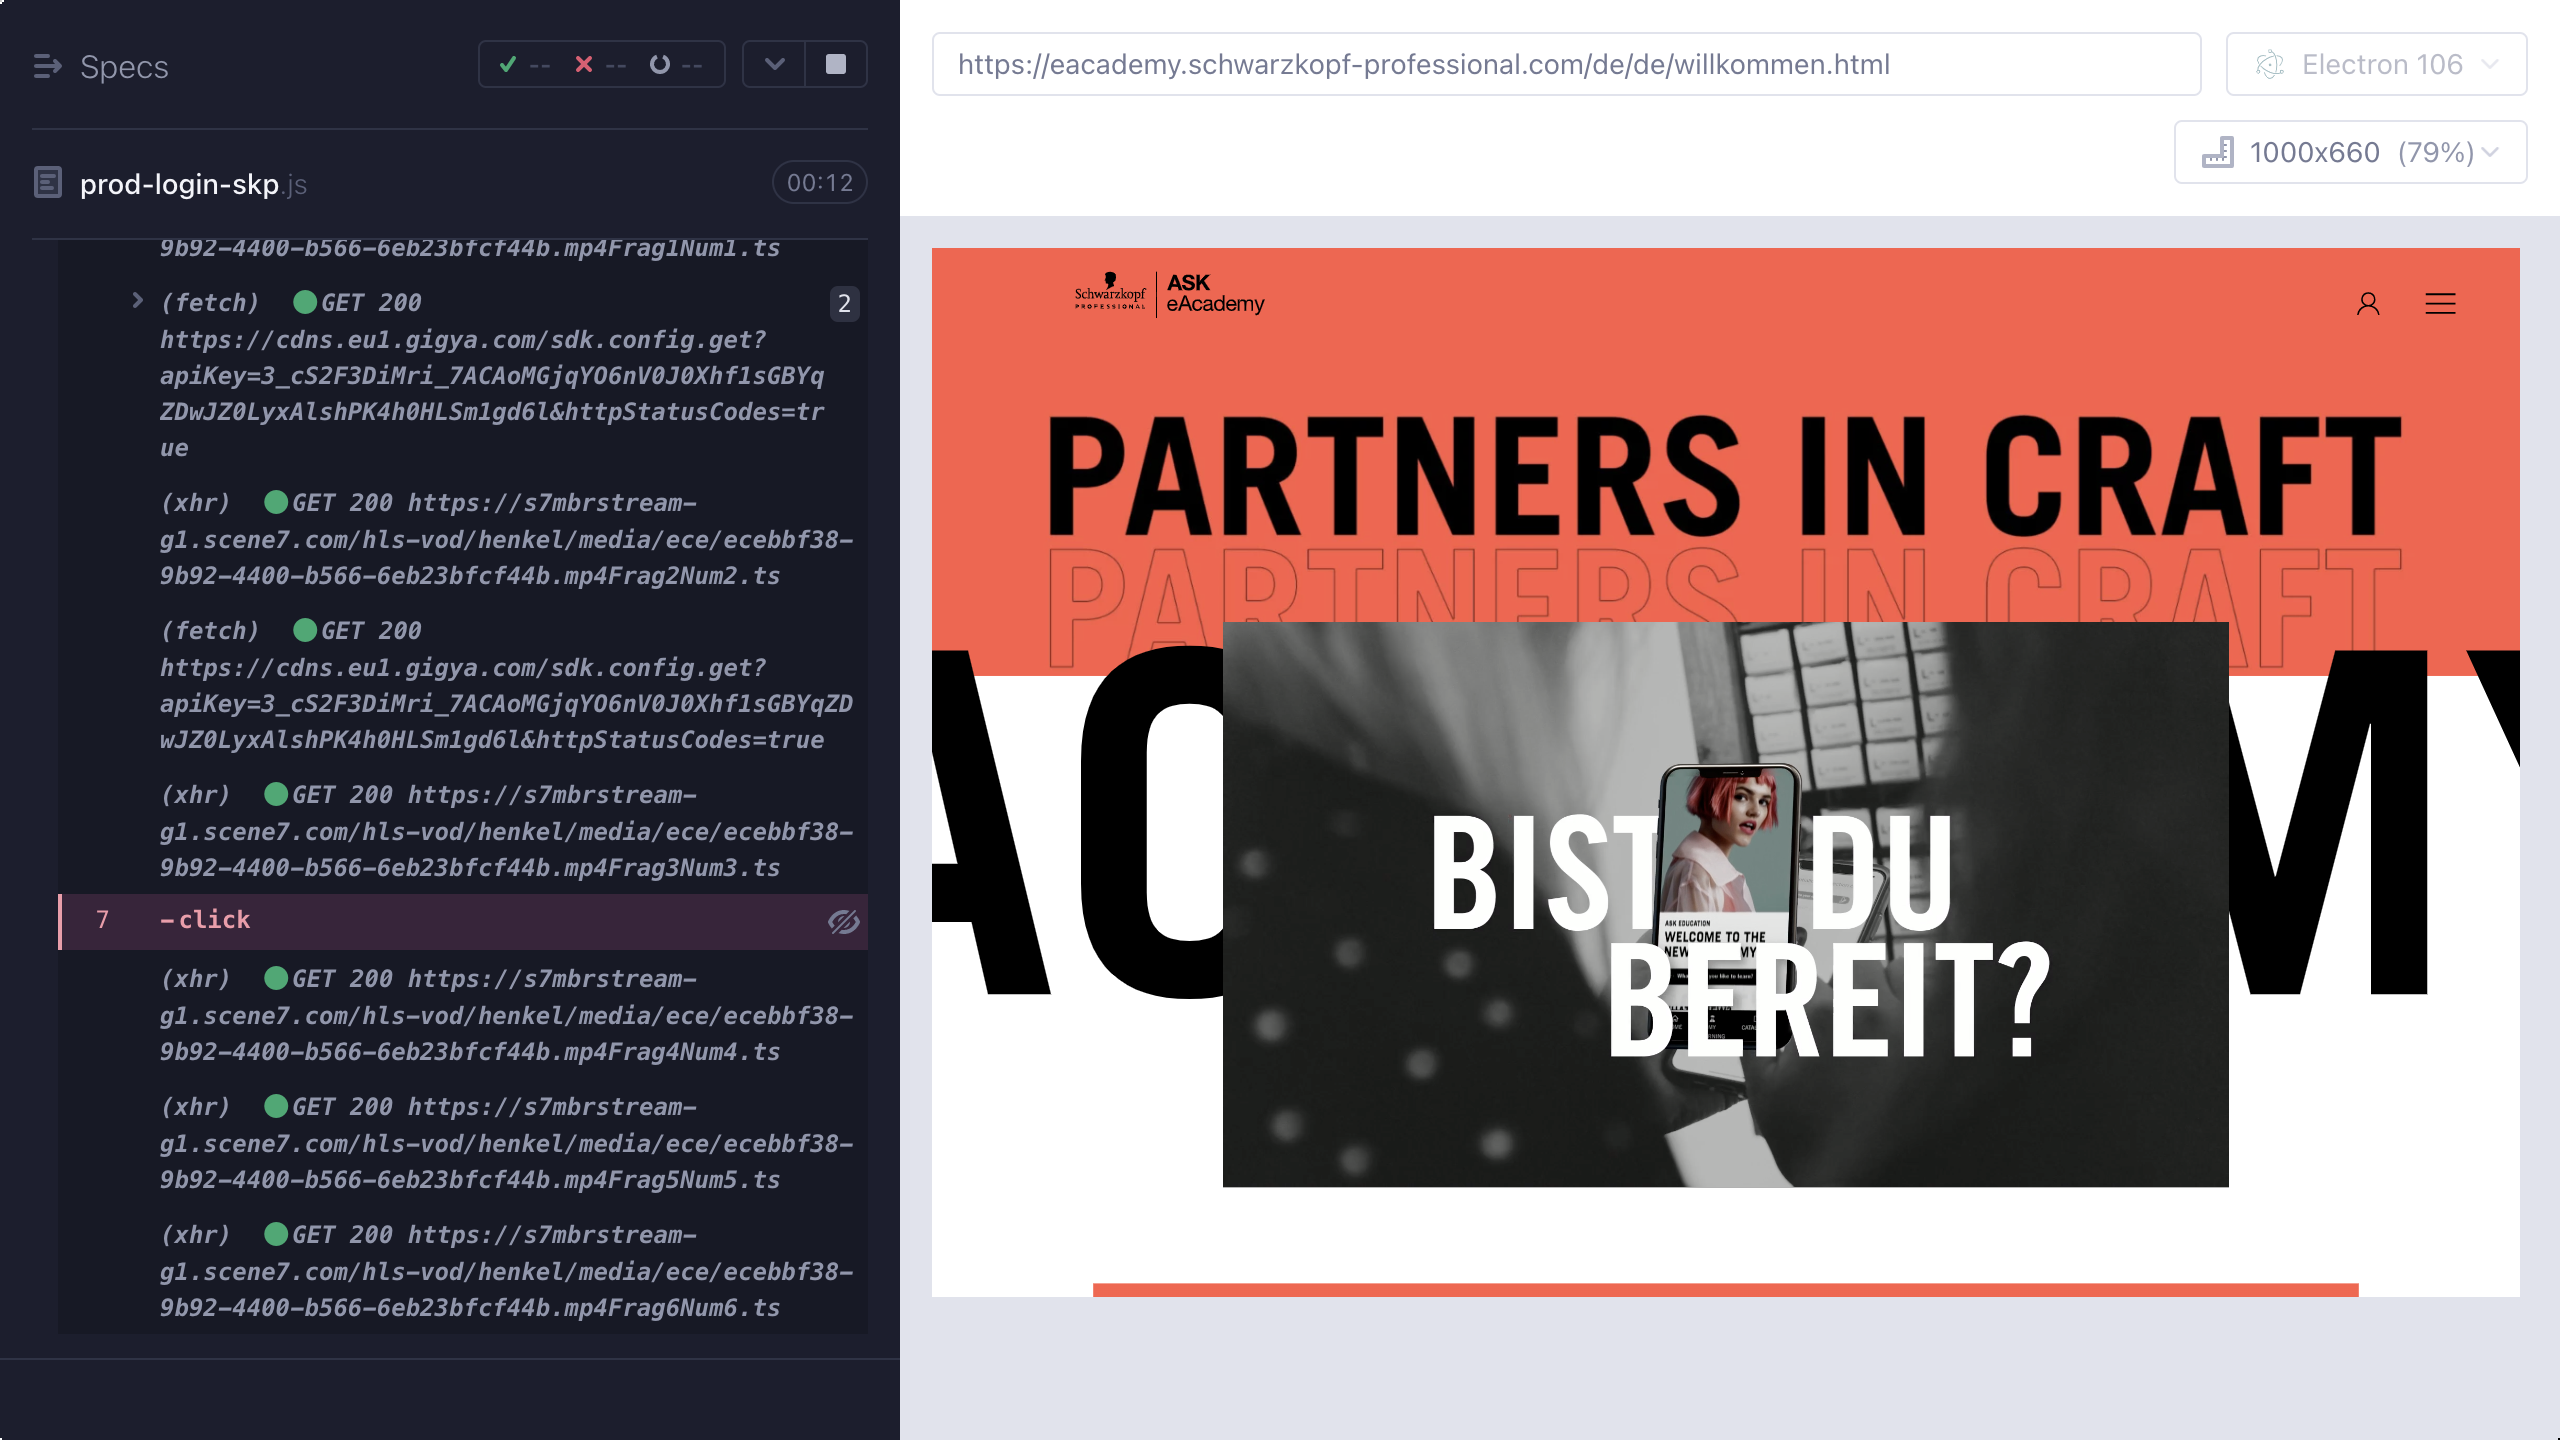 Specs
-- -- --
prod-login-skp.js
00:12
9b92-4400-b566-6eb23bfcf44b.mp4Frag1Num1.ts
(fetch) GET 200
2
https://cdns.eu1.gigya.com/sdk.config.get?
apiKey=3_cS2F3DiMri_7ACAoMGjqYO6nV0J0Xhf1sGBYq
ZDwJZ0LyxAlshPK4h0HLSm1gd6l&httpStatusCodes=tr
ue
(xhr) GET 200 https://s7mbrstream-
g1.scene7.com/hls-vod/henkel/media/ece/ecebbf38-
9b92-4400-b566-6eb23bfcf44b.mp4Frag2Num2.ts
(fetch) GET 200
https://cdns.eu1.gigya.com/sdk.config.get?
apiKey=3_cS2F3DiMri_7ACAoMGjqYO6nV0J0Xhf1sGBYqZD
wJZ0LyxAlshPK4h0HLSm1gd6l&httpStatusCodes=true
(xhr) GET 200 https://s7mbrstream-
g1.scene7.com/hls-vod/henkel/media/ece/ecebbf38-
9b92-4400-b566-6eb23bfcf44b.mp4Frag3Num3.ts
7 -click
(xhr) GET 200 https://s7mbrstream-
g1.scene7.com/hls-vod/henkel/media/ece/ecebbf38-
9b92-4400-b566-6eb23bfcf44b.mp4Frag4Num4.ts
(xhr) GET 200 https://s7mbrstream-
g1.scene7.com/hls-vod/henkel/media/ece/ecebbf38-
9b92-4400-b566-6eb23bfcf44b.mp4Frag5Num5.ts
(xhr) GET 200 https://s7mbrstream-
g1.scene7.com/hls-vod/henkel/media/ece/ecebbf38-
9b92-4400-b566-6eb23bfcf44b.mp4Frag6Num6.ts
https://eacademy.schwarzkopf-professional.com/de/de/willkommen.html
Electron 106
1000x660 (79%)
Schwarzkopf
PROFESSIONAL
ASK
eAcademy
PARTNERS IN CRAFT
PARTNERS IN CRAFT
BIST DU
BEREIT?
ASK EDUCATION
WELCOME TO THE
NEW